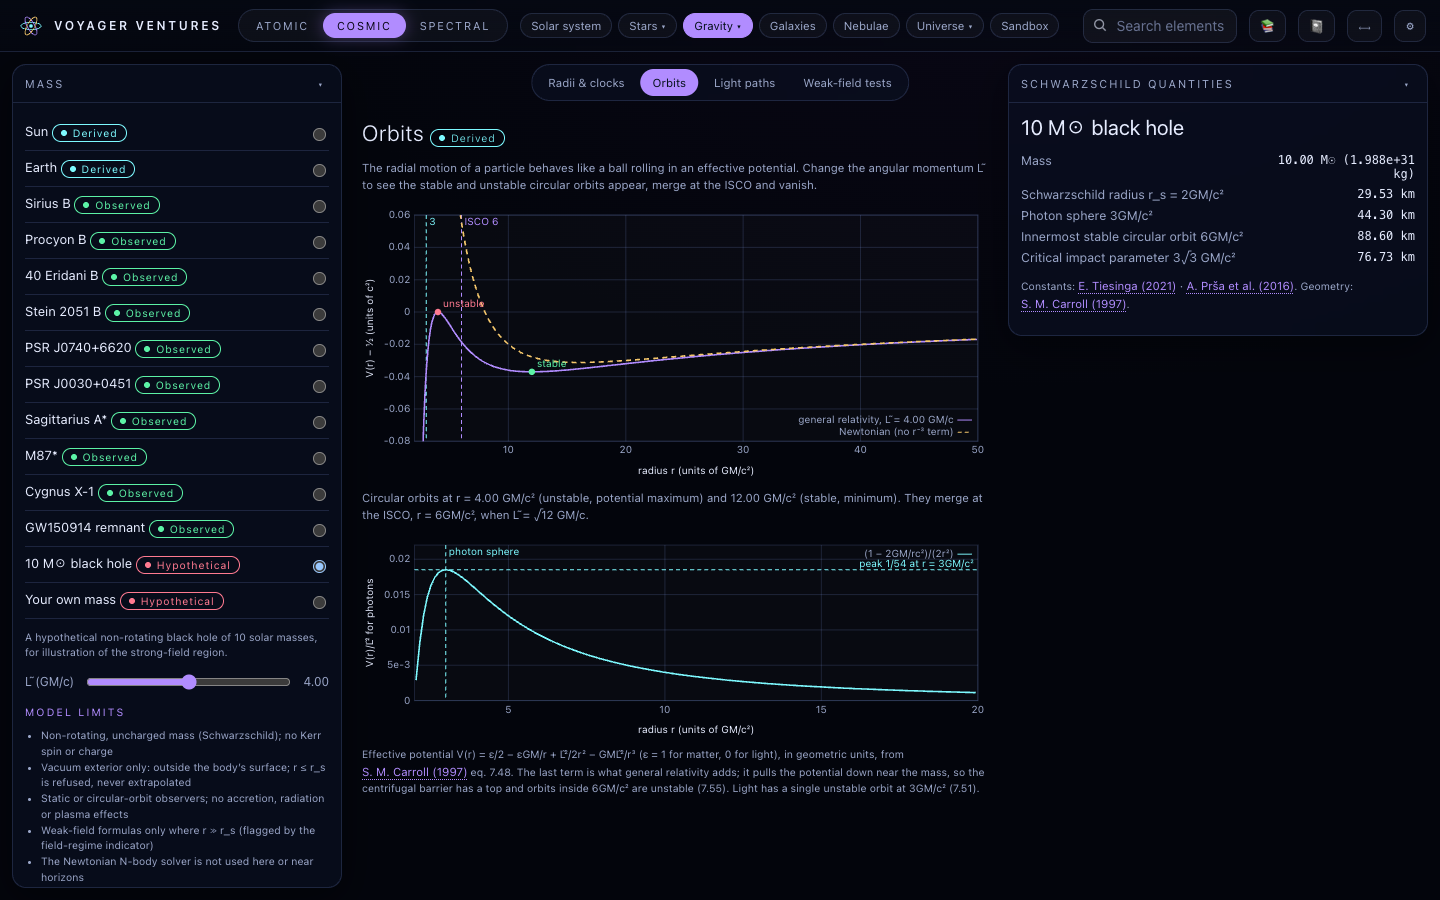 VOYAGER VENTURES
ATOMIC COSMIC SPECTRAL
Solar system Stars ▾ Gravity ▾ Galaxies Nebulae Universe ▾ Sandbox
Search elements
MASS ▾
Sun Derived
Earth Derived
Sirius B Observed
Procyon B Observed
40 Eridani B Observed
Stein 2051 B Observed
PSR J0740+6620 Observed
PSR J0030+0451 Observed
Sagittarius A* Observed
M87* Observed
Cygnus X-1 Observed
GW150914 remnant Observed
10 M☉ black hole Hypothetical
Your own mass Hypothetical
A hypothetical non-rotating black hole of 10 solar masses,
for illustration of the strong-field region.
L̃ (GM/c) 4.00
MODEL LIMITS
• Non-rotating, uncharged mass (Schwarzschild); no Kerr
spin or charge
• Vacuum exterior only: outside the body's surface; r ≤ r_s
is refused, never extrapolated
• Static or circular-orbit observers; no accretion, radiation
or plasma effects
• Weak-field formulas only where r » r_s (flagged by the
field-regime indicator)
• The Newtonian N-body solver is not used here or near
horizons
Radii & clocks Orbits Light paths Weak-field tests
Orbits Derived
The radial motion of a particle behaves like a ball rolling in an effective potential. Change the angular momentum L̃
to see the stable and unstable circular orbits appear, merge at the ISCO and vanish.
V(r) − ½ (units of c²)
0.06
0.04
0.02
0
-0.02
-0.04
-0.06
-0.08
3 ISCO 6
unstable
stable
general relativity, L̃ = 4.00 GM/c
Newtonian (no r⁻³ term)
10 20 30 40 50
radius r (units of GM/c²)
Circular orbits at r = 4.00 GM/c² (unstable, potential maximum) and 12.00 GM/c² (stable, minimum). They merge at
the ISCO, r = 6GM/c², when L̃ = √12 GM/c.
V(r)/L̃² for photons
0.02
0.015
0.01
5e-3
0
photon sphere
(1 − 2GM/rc²)/(2r²)
peak 1/54 at r = 3GM/c²
5 10 15 20
radius r (units of GM/c²)
Effective potential V(r) = ε/2 − εGM/r + L̃²/2r² − GML̃²/r³ (ε = 1 for matter, 0 for light), in geometric units, from
S. M. Carroll (1997) eq. 7.48. The last term is what general relativity adds; it pulls the potential down near the mass, so the
centrifugal barrier has a top and orbits inside 6GM/c² are unstable (7.55). Light has a single unstable orbit at 3GM/c² (7.51).
SCHWARZSCHILD QUANTITIES ▾
10 M☉ black hole
Mass 10.00 M☉ (1.988e+31
kg)
Schwarzschild radius r_s = 2GM/c² 29.53 km
Photon sphere 3GM/c² 44.30 km
Innermost stable circular orbit 6GM/c² 88.60 km
Critical impact parameter 3√3 GM/c² 76.73 km
Constants: E. Tiesinga (2021) · A. Prša et al. (2016). Geometry:
S. M. Carroll (1997).